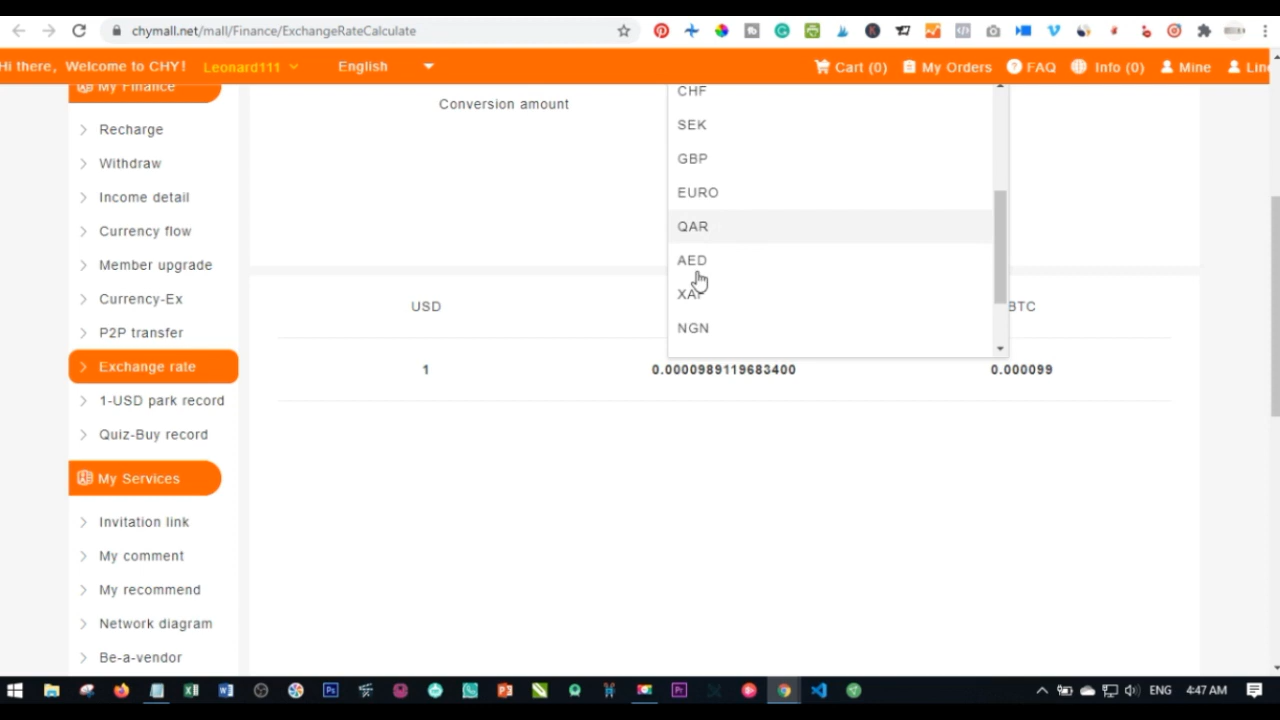 chymall.net/mall/Finance/ExchangeRateCalculate
Hi there, Welcome to CHY! Leonard111 English Cart (0) My Orders FAQ Info (0) Mine
My Finance
Recharge
Withdraw
Income detail
Currency flow
Member upgrade
Currency-Ex
P2P transfer
Exchange rate
1-USD park record
Quiz-Buy record
My Services
Invitation link
My comment
My recommend
Network diagram
Be-a-vendor
Conversion amount
CHF
SEK
GBP
EURO
QAR
AED
XAF
NGN
USD BTC
1 0.0000989119683400 0.000099
ENG 4:47 AM